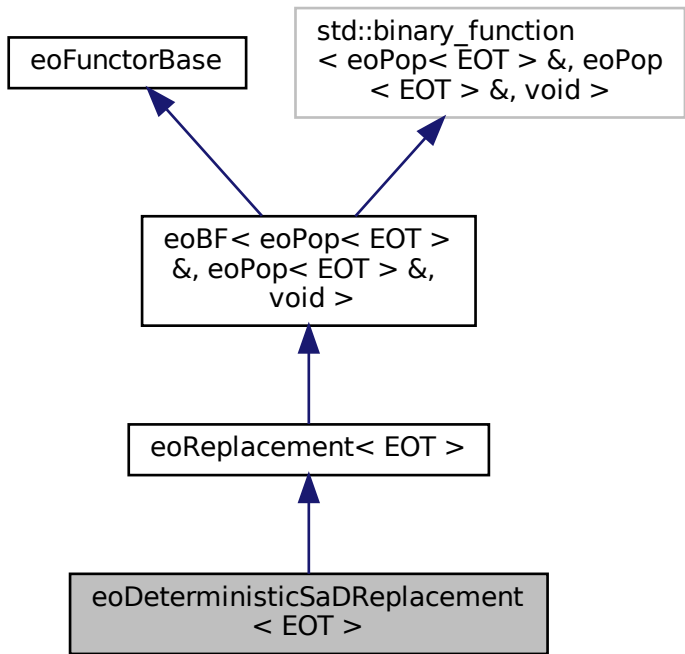 eoFunctorBase
std::binary_function
< eoPop< EOT > &, eoPop
< EOT > &, void >
eoBF< eoPop< EOT >
&, eoPop< EOT > &,
void >
eoReplacement< EOT >
eoDeterministicSaDReplacement
< EOT >